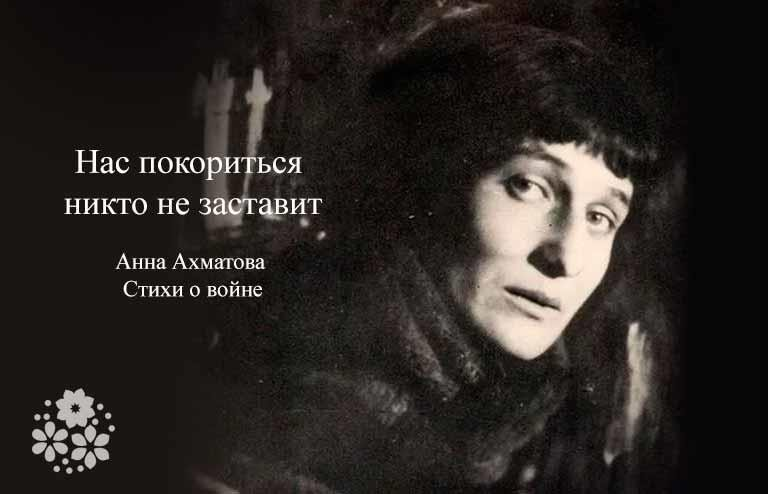 Нас покориться
никто не заставит
Анна Ахматова
Стихи о войне